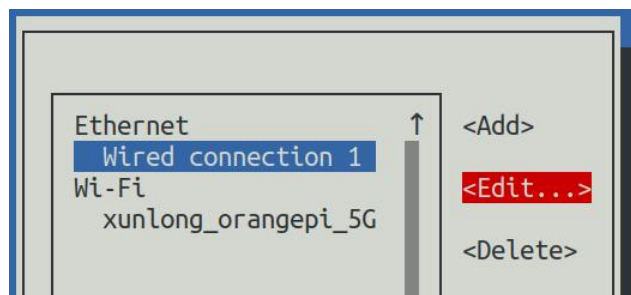 Ethernet ↑ <Add>
Wired connection 1
Wi-Fi <Edit...>
xunlong_orangepi_5G
<Delete>